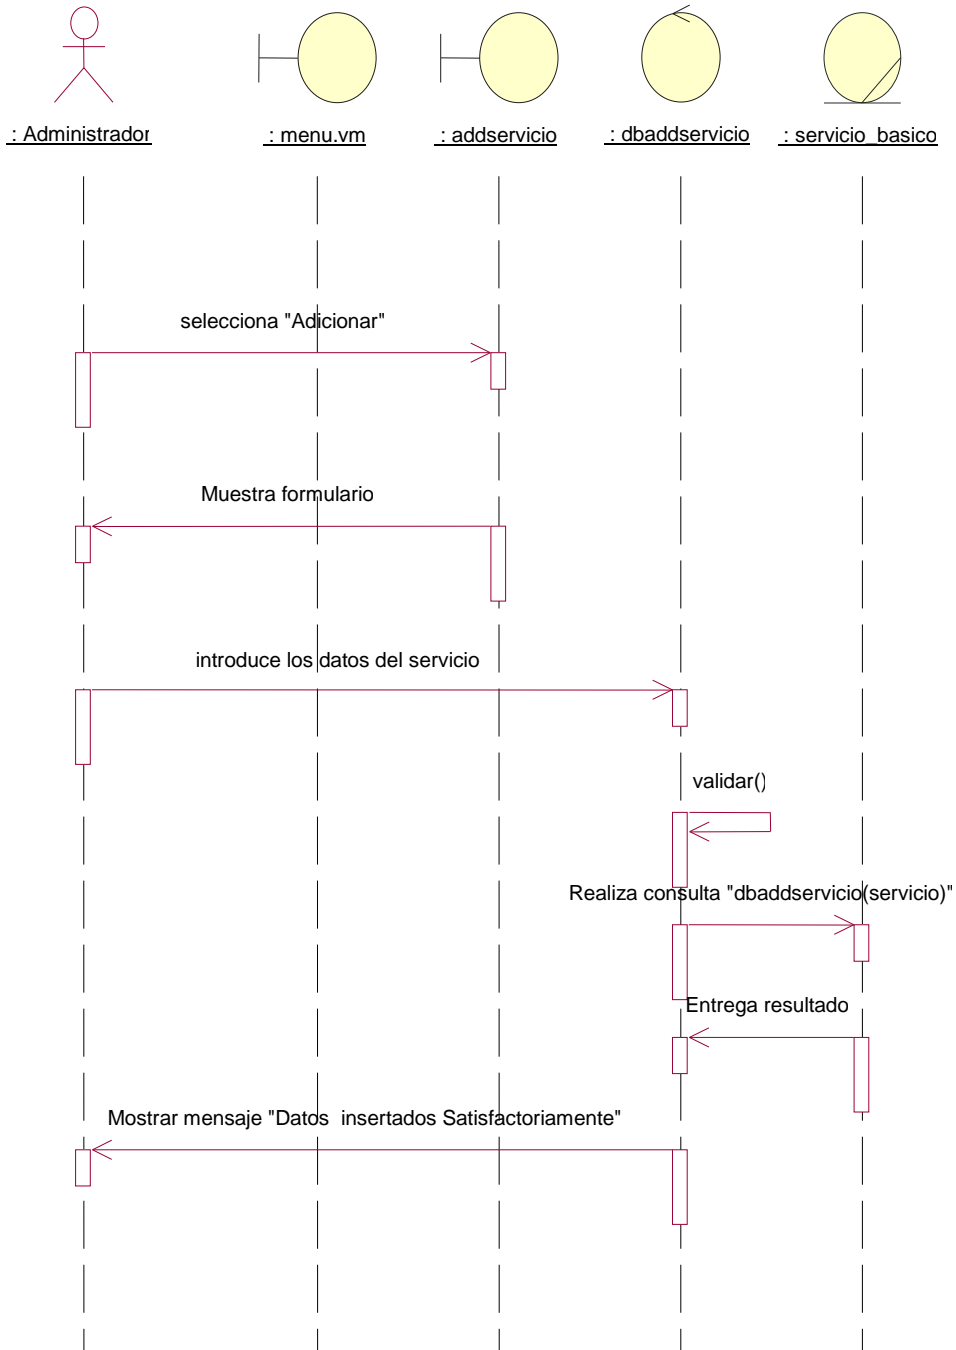 : Administrador
: menu.vm
: addservicio
: dbaddservicio
: servicio_basico
selecciona "Adicionar"
Muestra formulario
introduce los datos del servicio
validar()
Realiza consulta "dbaddservicio(servicio)"
Entrega resultado
Mostrar mensaje "Datos  insertados Satisfactoriamente"